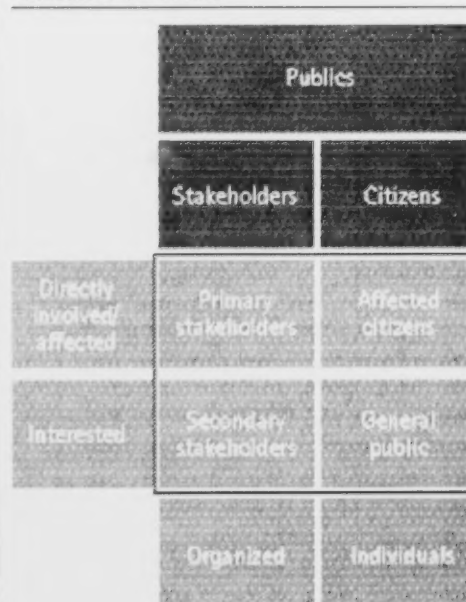 Publics
Stakeholders
Citizens
Directly
involved/
affected
Primary
stakeholders
Affected
citizens
Interested
Secondary
stakeholders
General
public
Organized
Individuals